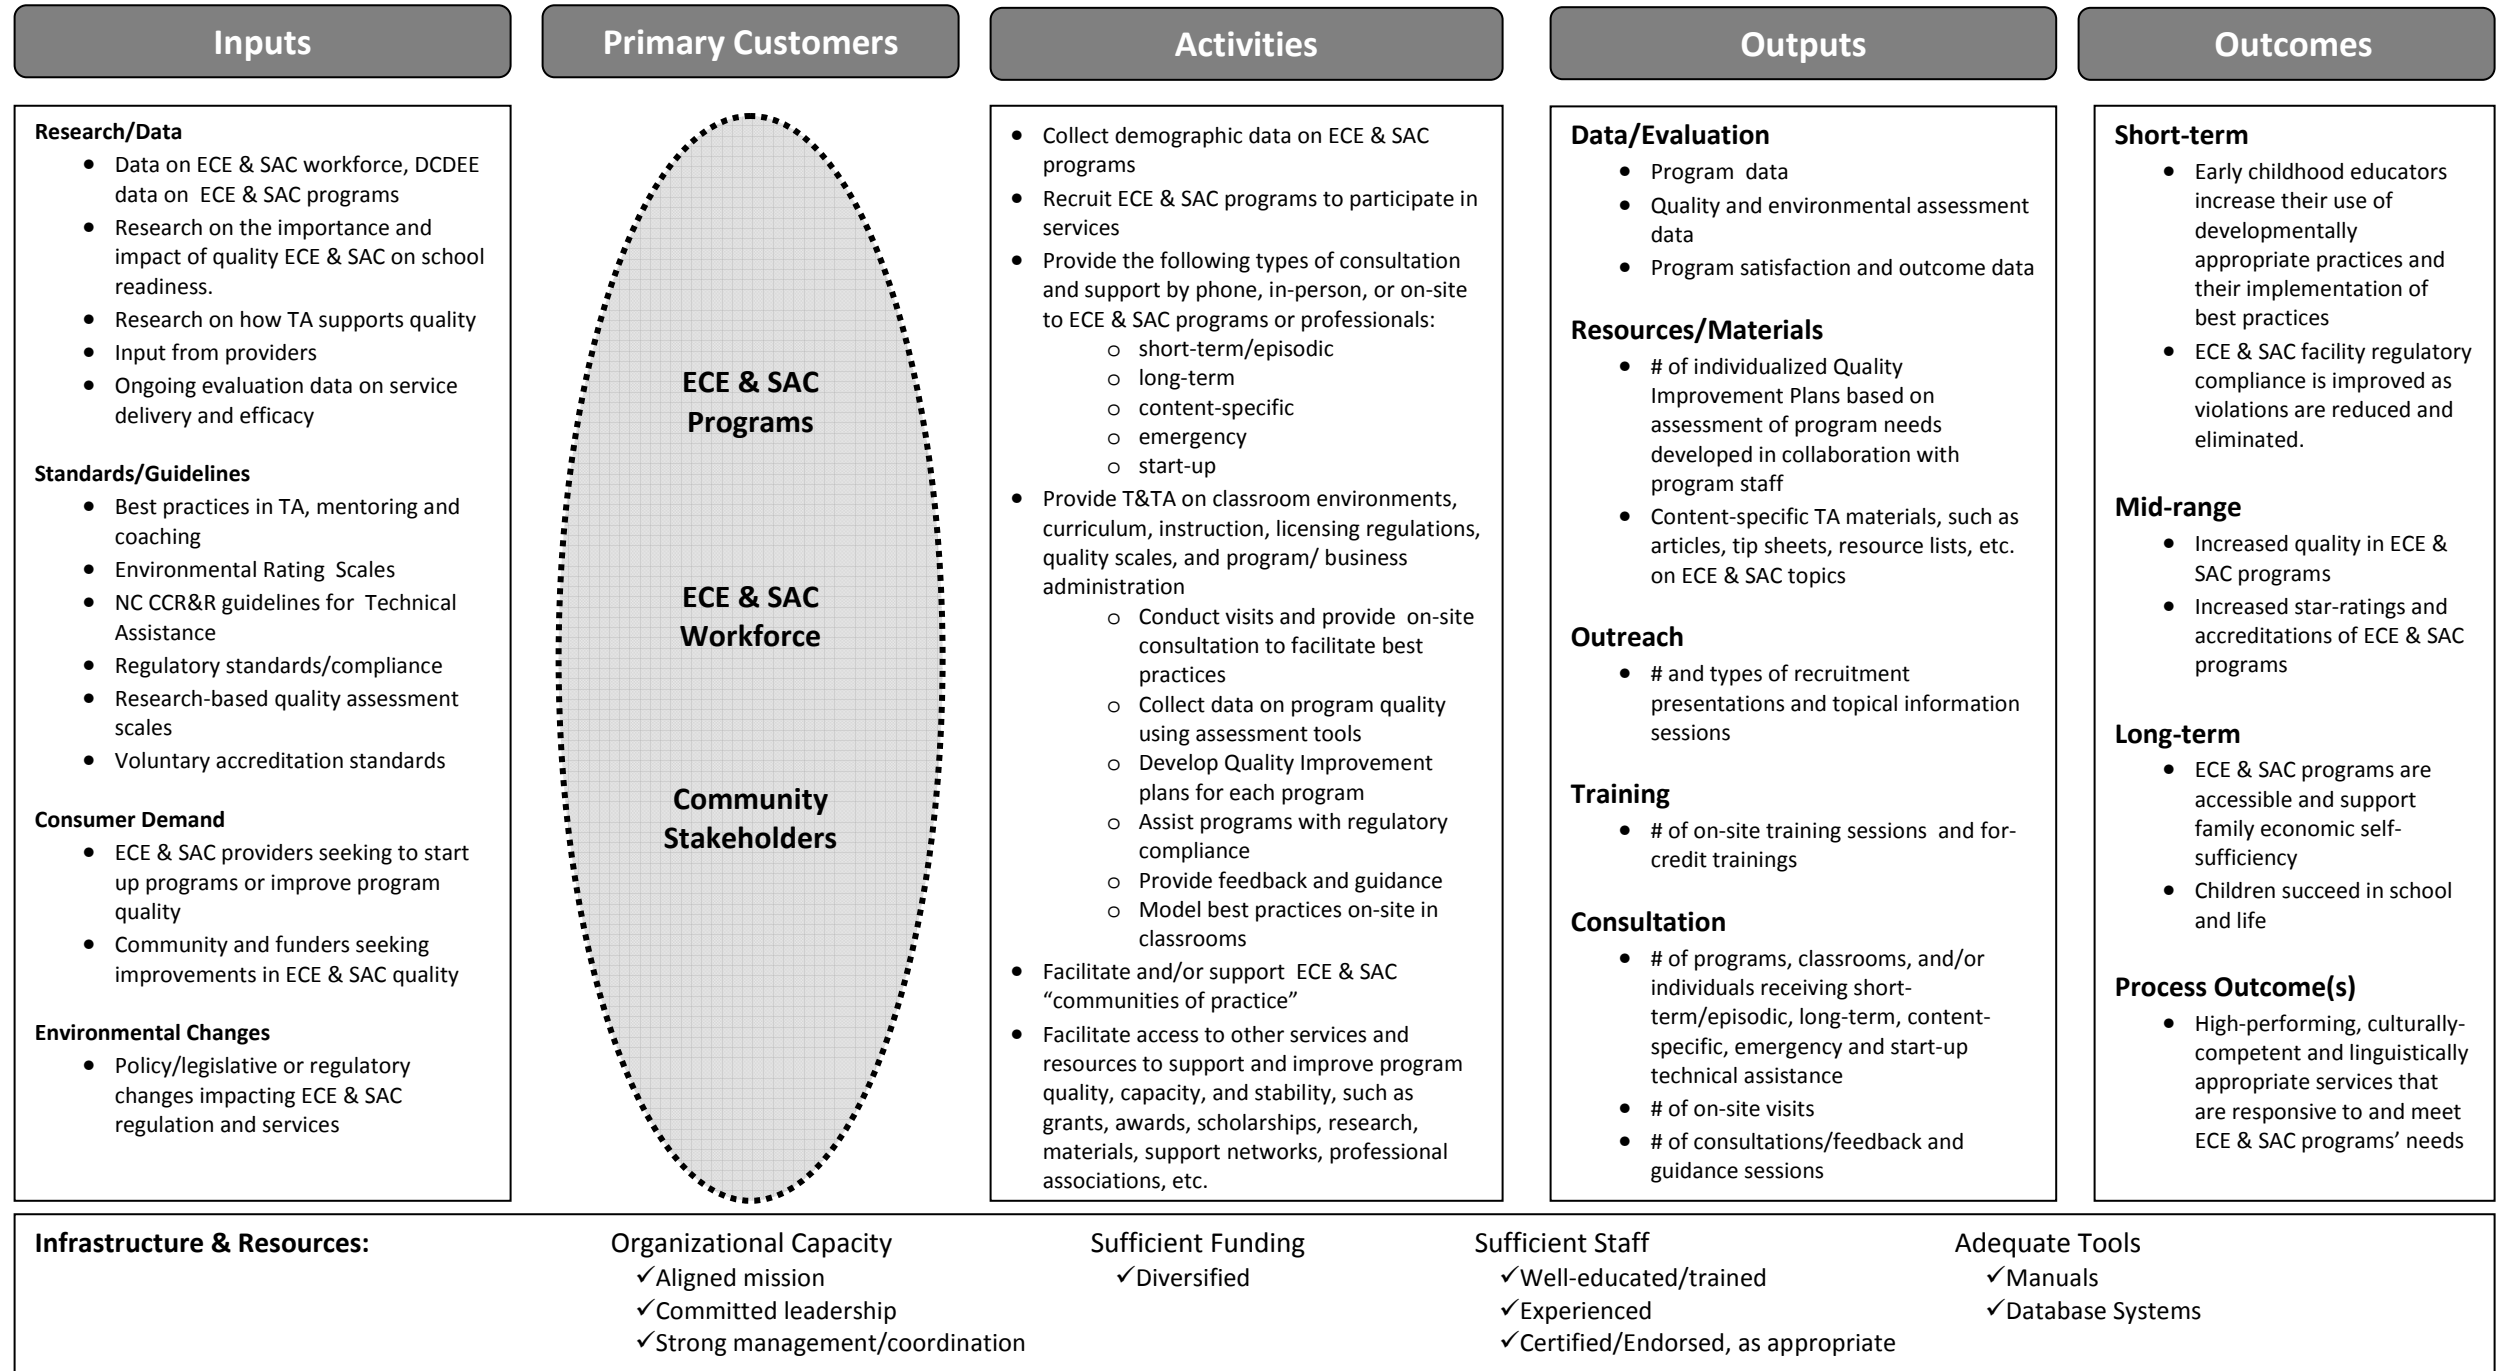 Inputs
Primary Customers
Activities
Outputs
Outcomes
Research/Data
• Data on ECE & SAC workforce, DCDEE
data on ECE & SAC programs
• Research on the importance and
impact of quality ECE & SAC on school
readiness.
• Research on how TA supports quality
• Input from providers
• Ongoing evaluation data on service
delivery and efficacy
Standards/Guidelines
• Best practices in TA, mentoring and
coaching
• Environmental Rating Scales
• NC CCR&R guidelines for Technical
Assistance
• Regulatory standards/compliance
• Research-based quality assessment
scales
• Voluntary accreditation standards
Consumer Demand
• ECE & SAC providers seeking to start
up programs or improve program
quality
• Community and funders seeking
improvements in ECE & SAC quality
Environmental Changes
• Policy/legislative or regulatory
changes impacting ECE & SAC
regulation and services
ECE & SAC
Programs
ECE & SAC
Workforce
Community
Stakeholders
• Collect demographic data on ECE & SAC
programs
• Recruit ECE & SAC programs to participate in
services
• Provide the following types of consultation
and support by phone, in-person, or on-site
to ECE & SAC programs or professionals:
o short-term/episodic
o long-term
o content-specific
o emergency
o start-up
• Provide T&TA on classroom environments,
curriculum, instruction, licensing regulations,
quality scales, and program/ business
administration
o Conduct visits and provide on-site
consultation to facilitate best
practices
o Collect data on program quality
using assessment tools
o Develop Quality Improvement
plans for each program
o Assist programs with regulatory
compliance
o Provide feedback and guidance
o Model best practices on-site in
classrooms
• Facilitate and/or support ECE & SAC
“communities of practice”
• Facilitate access to other services and
resources to support and improve program
quality, capacity, and stability, such as
grants, awards, scholarships, research,
materials, support networks, professional
associations, etc.
Data/Evaluation
• Program data
• Quality and environmental assessment
data
• Program satisfaction and outcome data
Resources/Materials
• # of individualized Quality
Improvement Plans based on
assessment of program needs
developed in collaboration with
program staff
• Content-specific TA materials, such as
articles, tip sheets, resource lists, etc.
on ECE & SAC topics
Outreach
• # and types of recruitment
presentations and topical information
sessions
Training
• # of on-site training sessions and for-
credit trainings
Consultation
• # of programs, classrooms, and/or
individuals receiving short-
term/episodic, long-term, content-
specific, emergency and start-up
technical assistance
• # of on-site visits
• # of consultations/feedback and
guidance sessions
Short-term
• Early childhood educators
increase their use of
developmentally
appropriate practices and
their implementation of
best practices
• ECE & SAC facility regulatory
compliance is improved as
violations are reduced and
eliminated.
Mid-range
• Increased quality in ECE &
SAC programs
• Increased star-ratings and
accreditations of ECE & SAC
programs
Long-term
• ECE & SAC programs are
accessible and support
family economic self-
sufficiency
• Children succeed in school
and life
Process Outcome(s)
• High-performing, culturally-
competent and linguistically
appropriate services that
are responsive to and meet
ECE & SAC programs’ needs
Infrastructure & Resources:
Organizational Capacity
✓Aligned mission
✓Committed leadership
✓Strong management/coordination
Sufficient Funding
✓Diversified
Sufficient Staff
✓Well-educated/trained
✓Experienced
✓Certified/Endorsed, as appropriate
Adequate Tools
✓Manuals
✓Database Systems